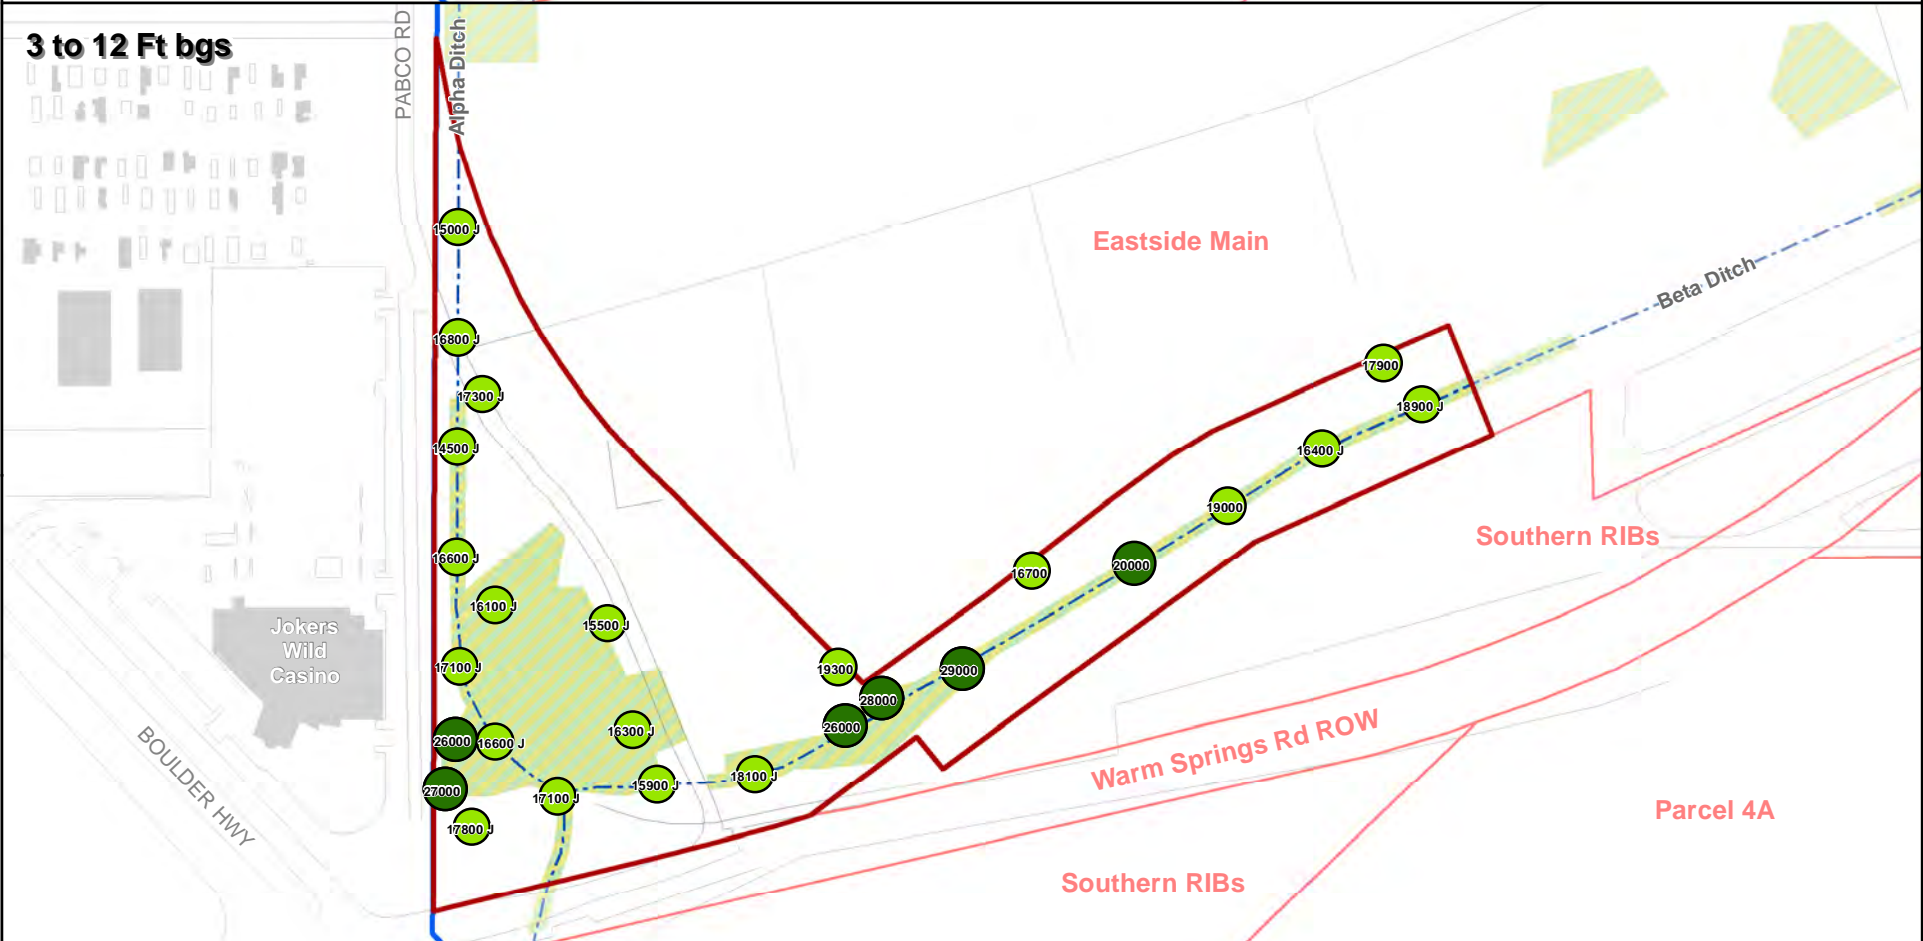 3 to 12 Ft bgs
PABCO RD
Alpha Ditch
15000 J
Eastside Main
Beta Ditch
16800 J
17900
17300 J
18900 J
14500 J
16400 J
19000
Southern RIBs
16600 J
20000
16700
16100 J
15500 J
Jokers
Wild
Casino
17100 J
19300
29000
28000
26000
16300 J
26000
16600 J
BOULDER HWY
Warm Springs Rd ROW
18100 J
15900 J
27000
17100 J
17800 J
Parcel 4A
Southern RIBs